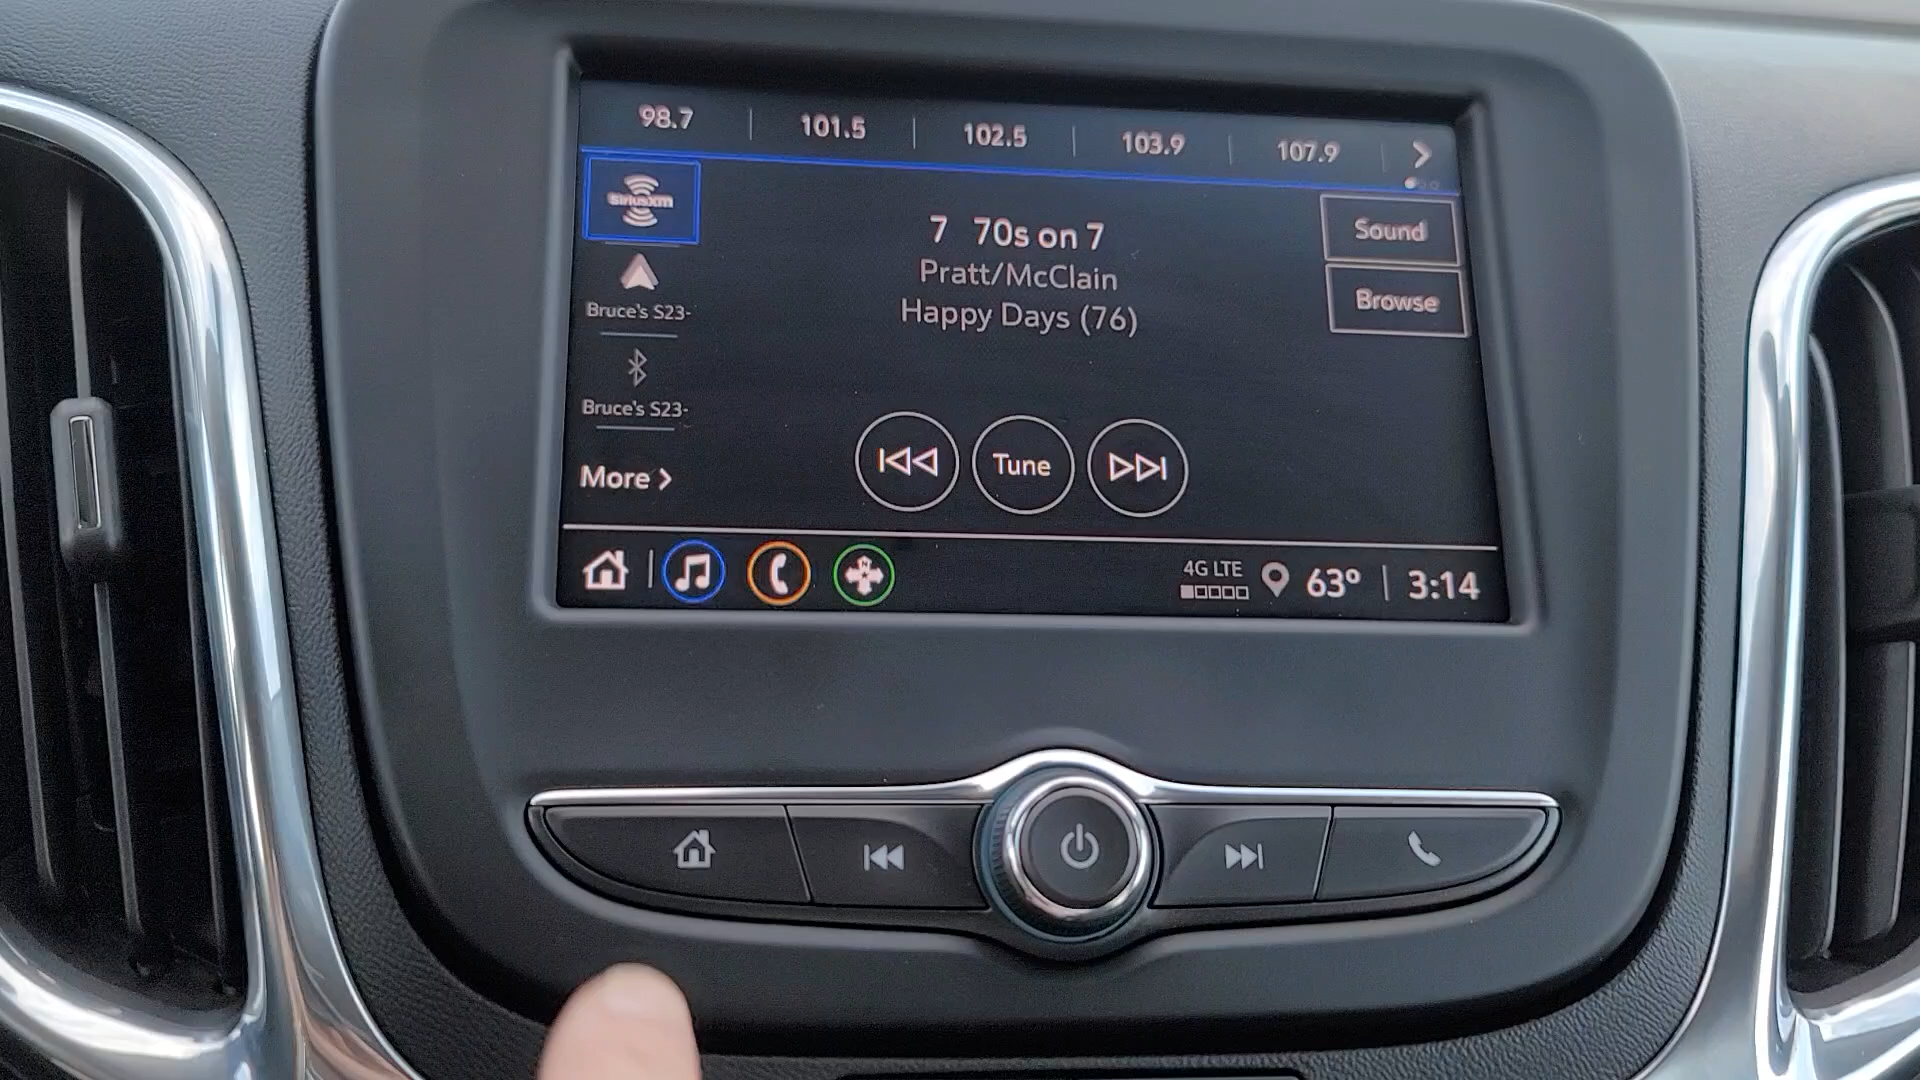 98.7 101.5 102.5 103.9 107.9
SiriusXM
7 70s on 7
Pratt/McClain
Happy Days (76)
Sound
Browse
Bruce's S23-
Bruce's S23-
More
Tune
N
4G LTE
63°
3:14